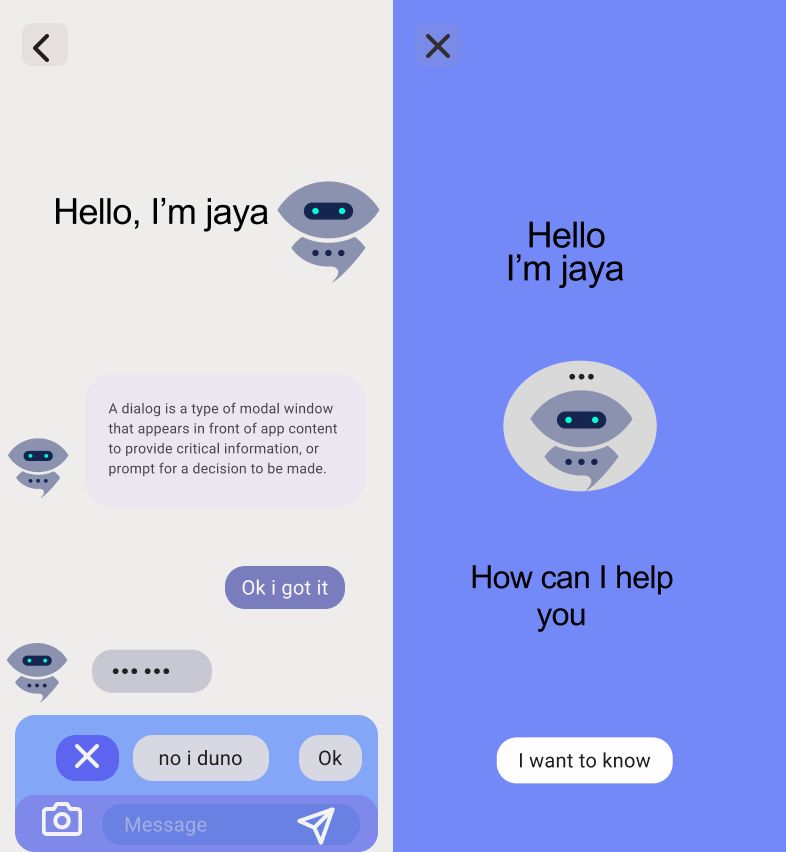 Hello, I’m jaya
A dialog is a type of modal window
that appears in front of app content
to provide critical information, or
prompt for a decision to be made.
Ok i got it
no i duno
Ok
Message
Hello
I’m jaya
How can I help
you
I want to know